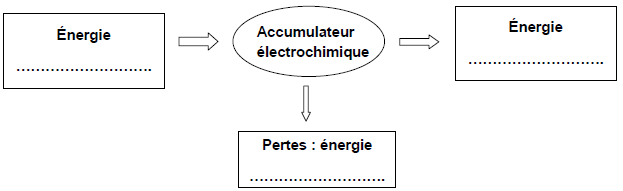 Énergie
………………………….
Accumulateur
électrochimique
Énergie
………………………….
Pertes : énergie
………………………….